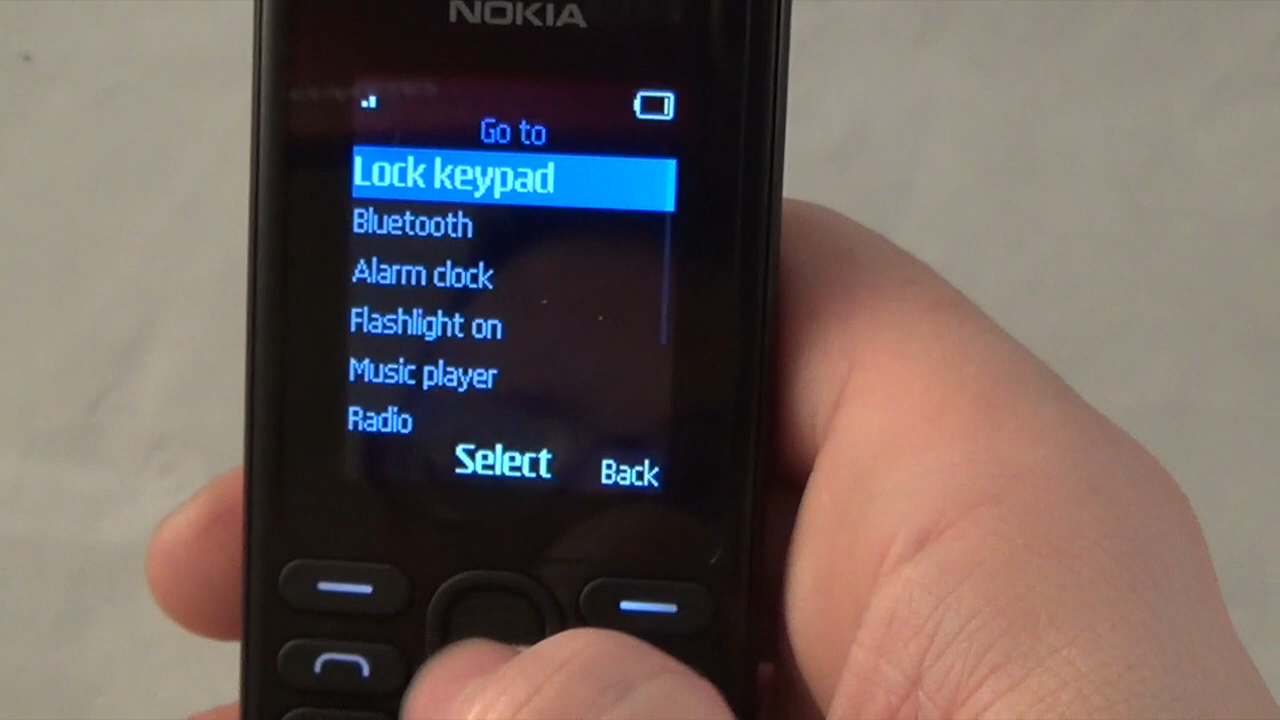 NOKIA
Go to
Lock keypad
Bluetooth
Alarm clock
Flashlight on
Music player
Radio
Select
Back